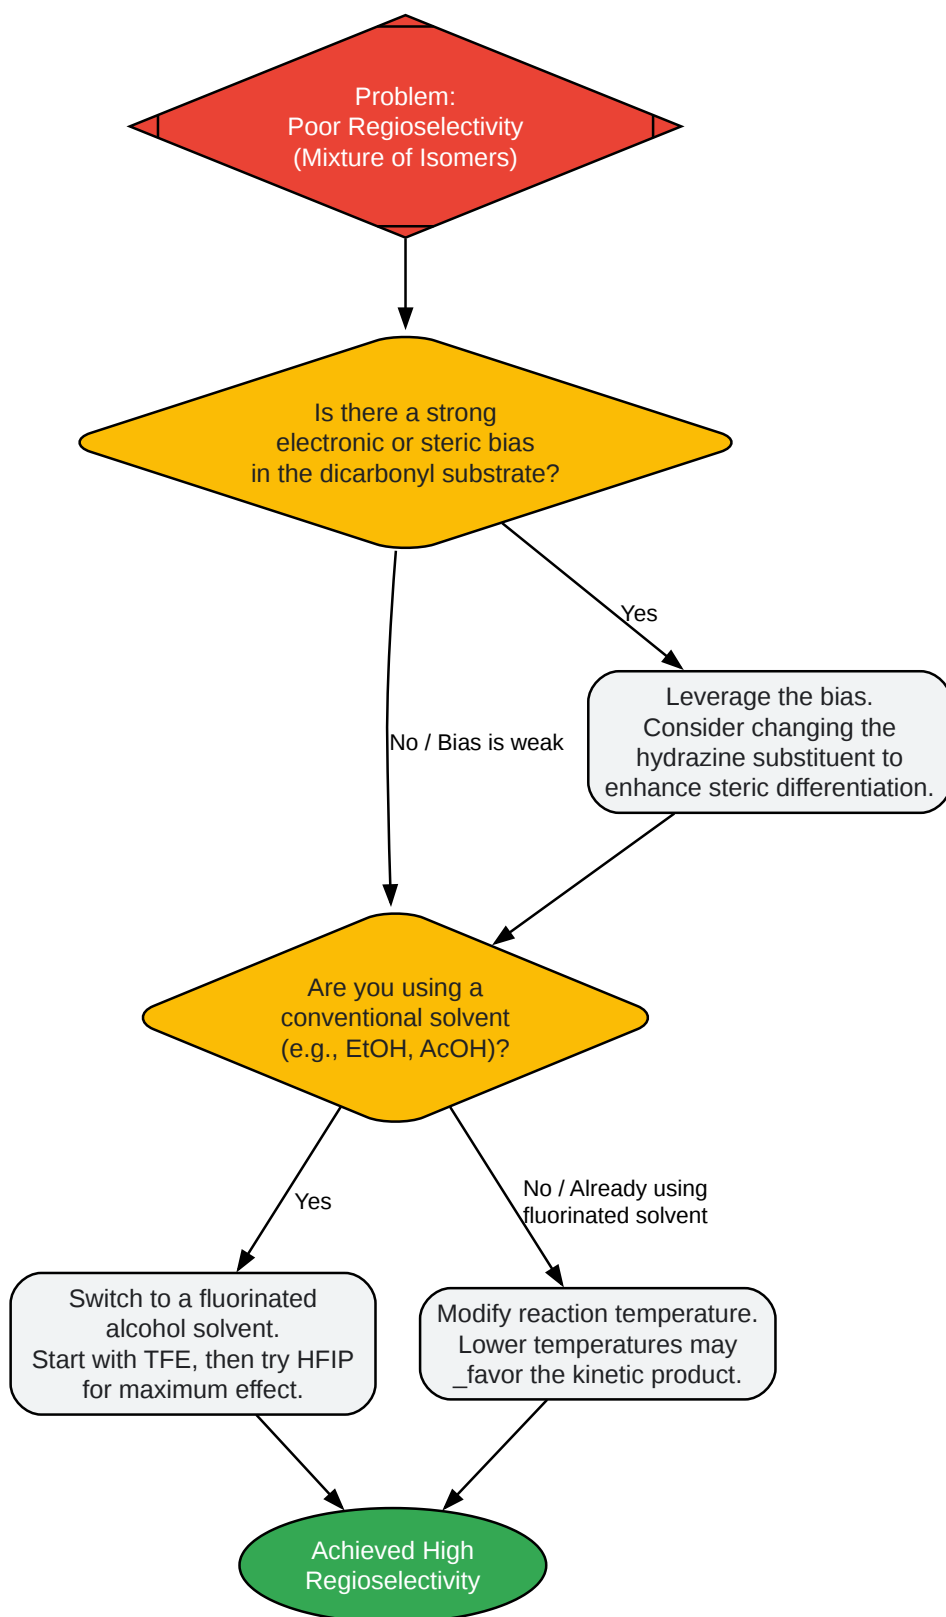 Problem:
Poor Regioselectivity
(Mixture of Isomers)
Is there a strong
electronic or steric bias
in the dicarbonyl substrate?
Yes
Leverage the bias.
Consider changing the
hydrazine substituent to
enhance steric differentiation.
No / Bias is weak
Are you using a
conventional solvent
(e.g., EtOH, AcOH)?
Yes
No / Already using
fluorinated solvent
Switch to a fluorinated
alcohol solvent.
Start with TFE, then try HFIP
for maximum effect.
Modify reaction temperature.
Lower temperatures may
_favor the kinetic product.
Achieved High
Regioselectivity